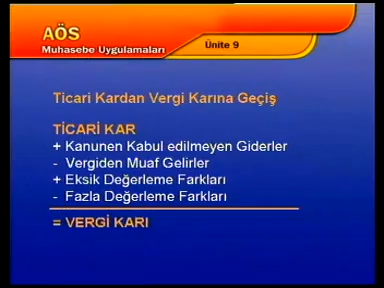 AÖS
Muhasebe Uygulamaları
Ünite 9
Ticari Kardan Vergi Karına Geçiş
TİCARİ KAR
+ Kanunen Kabul edilmeyen Giderler
- Vergiden Muaf Gelirler
+ Eksik Değerleme Farkları
- Fazla Değerleme Farkları
= VERGİ KARI